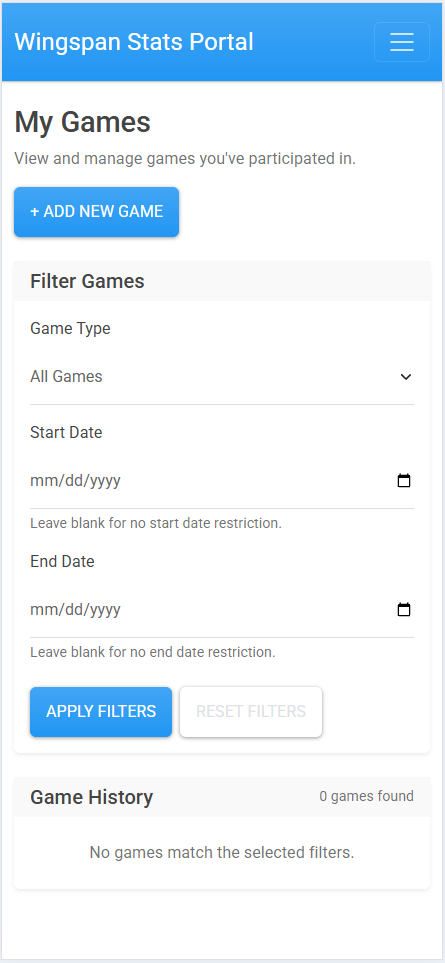 Wingspan Stats Portal
My Games
View and manage games you've participated in.
+ ADD NEW GAME
Filter Games
Game Type
All Games
Start Date
mm/dd/yyyy
Leave blank for no start date restriction.
End Date
mm/dd/yyyy
Leave blank for no end date restriction.
APPLY FILTERS RESET FILTERS
Game History 0 games found
No games match the selected filters.